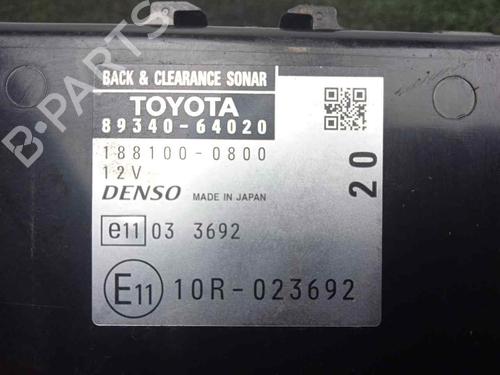 B-PARTS
BACK & CLEARANCE SONAR
TOYOTA
89340-64020
188100-0800
12V
DENSO MADE IN JAPAN
20
e11 03 3692
E11 10R-023692